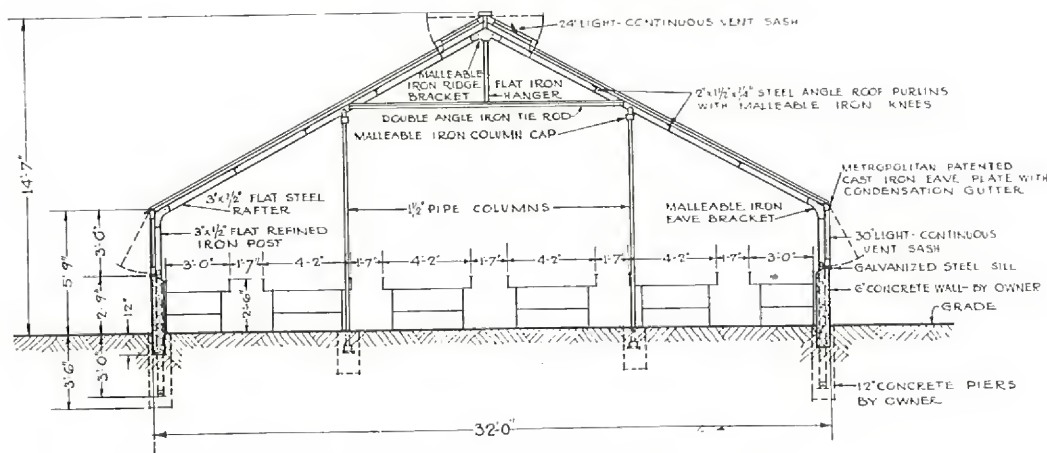 24" LIGHT-CONTINUOUS VENT SASH
MALLEABLE
IRON RIDGE
BRACKET
FLAT IRON
HANGER
2"x1½"x¼" STEEL ANGLE ROOF PURLINS
WITH MALLEABLE IRON KNEES
DOUBLE ANGLE IRON TIE ROD
MALLEABLE IRON COLUMN CAP
14'-7"
METROPOLITAN PATENTED
CAST IRON EAVE PLATE WITH
CONDENSATION GUTTER
3"x½" FLAT STEEL
RAFTER
1½" PIPE COLUMNS
MALLEABLE IRON
EAVE BRACKET
3"x½" FLAT REFINED
IRON POST
30" LIGHT-CONTINUOUS
VENT SASH
5'-9"
3'-0"
3'-0" 1'-7" 4'-2" 1'-7" 4'-2" 1'-7" 4'-2" 1'-7" 4'-2" 1'-7" 3'-0"
GALVANIZED STEEL SILL
2'-9"
12"
2'-6"
6" CONCRETE WALL-BY OWNER
GRADE
3'-6"
3'-0"
12" CONCRETE PIERS
BY OWNER
32'-0"